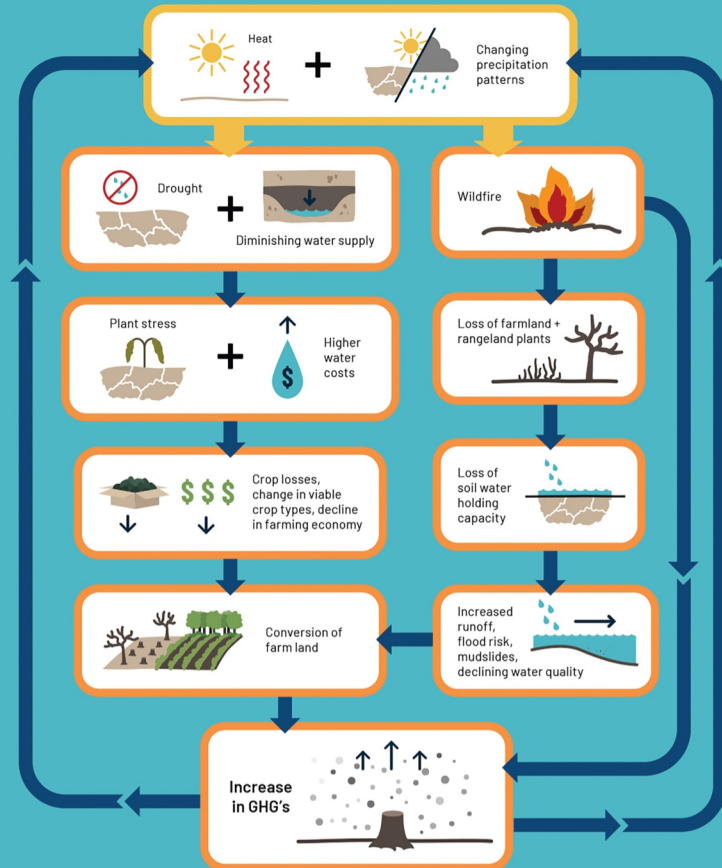 Heat
+
Changing
precipitation
patterns
Drought
+
Diminishing water supply
Wildfire
Plant stress
+
$
Higher
water
costs
Loss of farmland +
rangeland plants
$ $ $
Crop losses,
change in viable
crop types, decline
in farming economy
Loss of
soil water
holding
capacity
Conversion of
farm land
Increased
runoff,
flood risk,
mudslides,
declining water quality
Increase
in GHG's